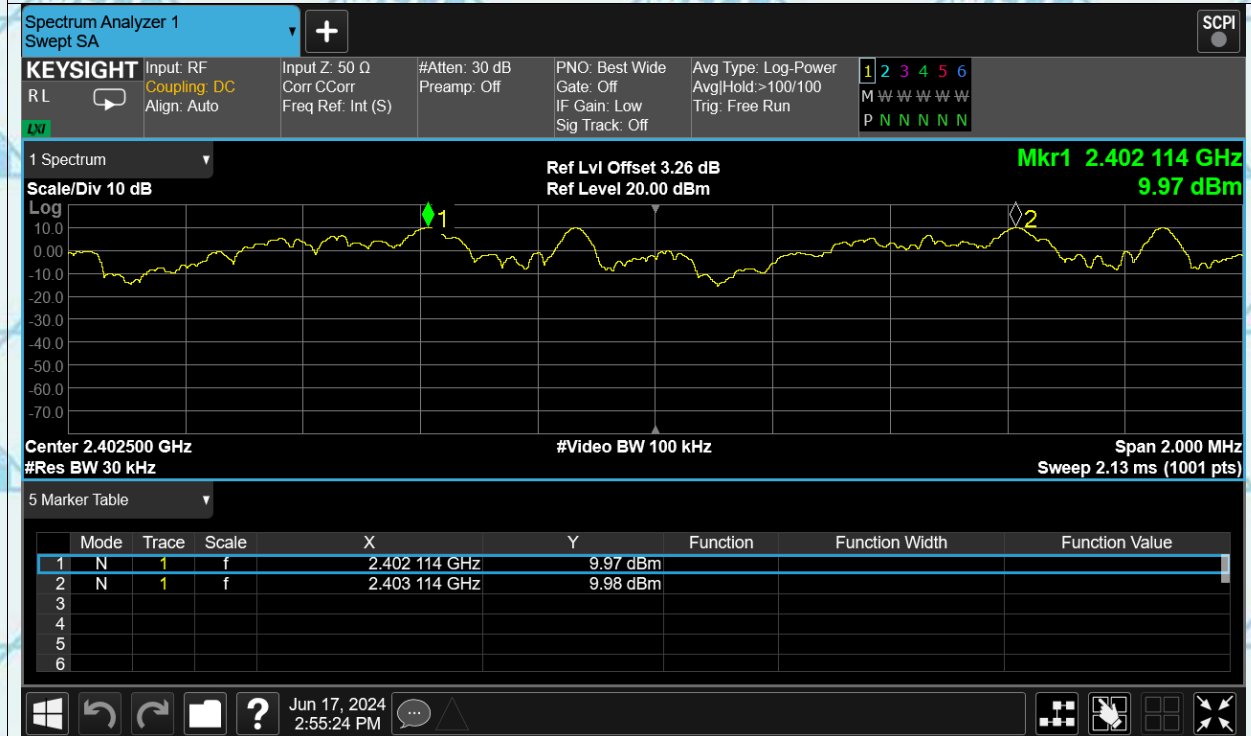 Spectrum Analyzer 1
Swept SA
+
SCPI
KEYSIGHT
R L
LXI
Input: RF
Coupling: DC
Align: Auto
Input Z: 50 Ω
Corr CCorr
Freq Ref: Int (S)
#Atten: 30 dB
Preamp: Off
PNO: Best Wide
Gate: Off
IF Gain: Low
Sig Track: Off
Avg Type: Log-Power
Avg|Hold:>100/100
Trig: Free Run
1 2 3 4 5 6
M W W W W W W
P N N N N N N
1 Spectrum
Scale/Div 10 dB
Ref Lvl Offset 3.26 dB
Ref Level 20.00 dBm
Mkr1 2.402 114 GHz
9.97 dBm
Log
1
2
10.0
0.00
-10.0
-20.0
-30.0
-40.0
-50.0
-60.0
-70.0
Center 2.402500 GHz
#Video BW 100 kHz
Span 2.000 MHz
#Res BW 30 kHz
Sweep 2.13 ms (1001 pts)
5 Marker Table
Mode Trace Scale X Y Function Function Width Function Value
1 N 1 f 2.402 114 GHz 9.97 dBm
2 N 1 f 2.403 114 GHz 9.98 dBm
3
4
5
6
?
Jun 17, 2024
2:55:24 PM